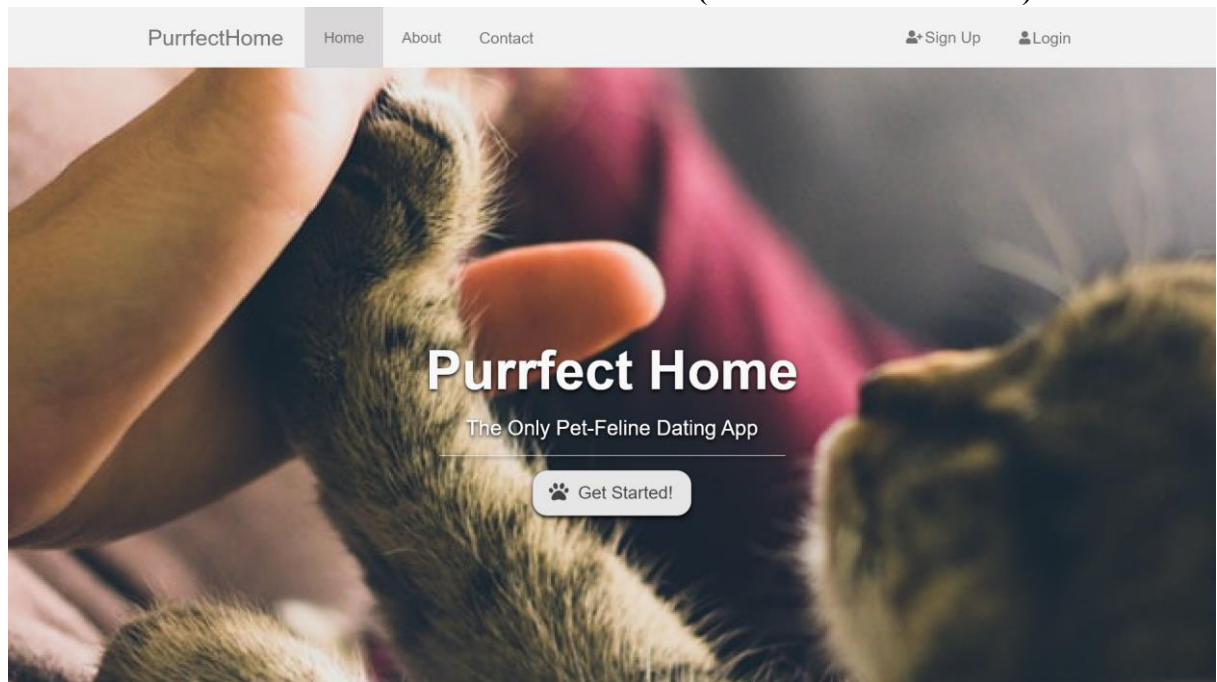 PurrfectHome Home About Contact Sign Up Login
Purrfect Home
The Only Pet-Feline Dating App
Get Started!